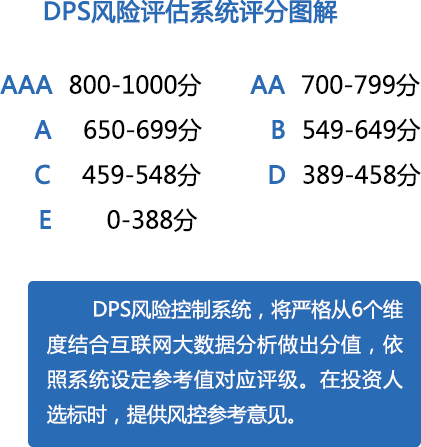 DPS风险评估系统评分图解
AAA 800-1000分 AA 700-799分
A 650-699分 B 549-649分
C 459-548分 D 389-458分
E 0-388分
DPS风险控制系统，将严格从6个维
度结合互联网大数据分析做出分值，依
照系统设定参考值对应评级。在投资人
选标时，提供风控参考意见。